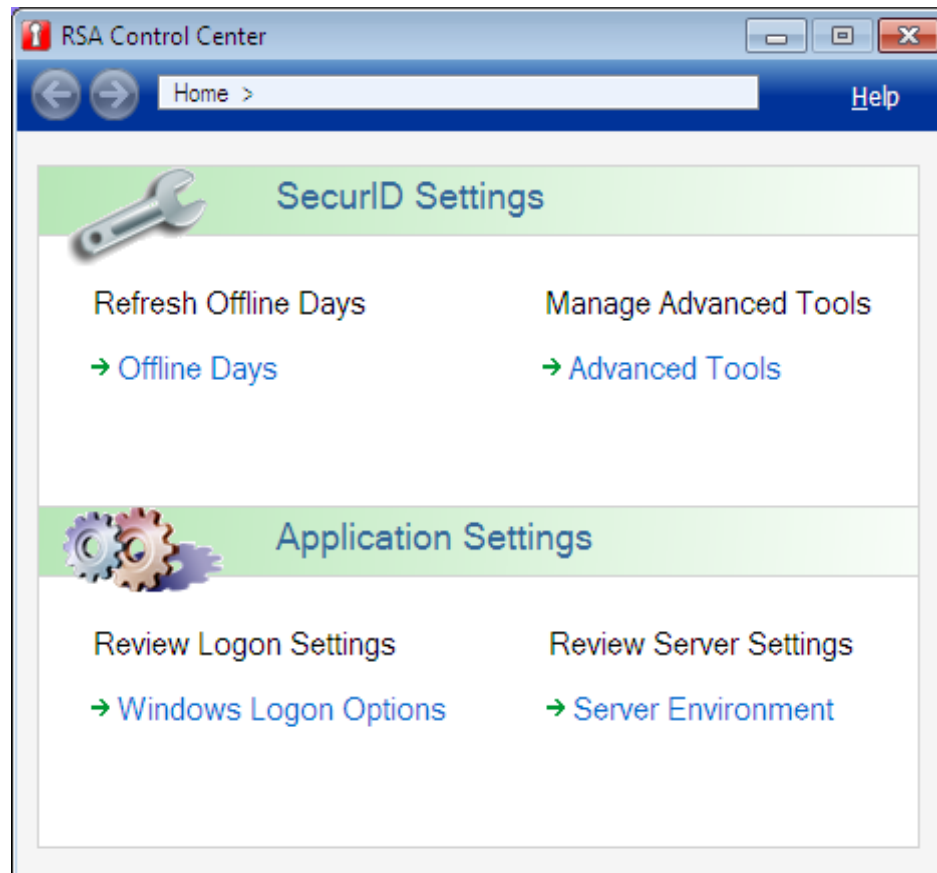 RSA Control Center
Home >
Help
SecurID Settings
Refresh Offline Days
Manage Advanced Tools
Offline Days
Advanced Tools
Application Settings
Review Logon Settings
Review Server Settings
Windows Logon Options
Server Environment